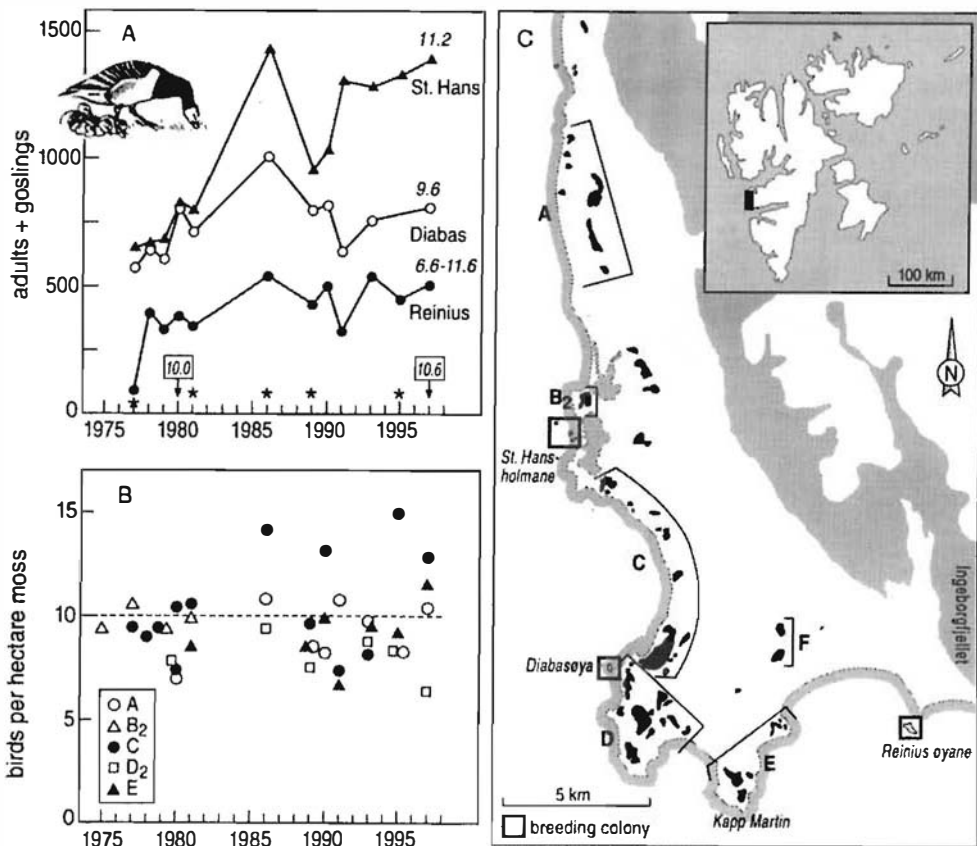 A
1500
1000
500
0
adults + goslings
11.2
St. Hans
9.6
Diabas
6.6-11.6
Reinius
10.0
10.6
1975 1980 1985 1990 1995
B
15
10
5
0
birds per hectare moss
A
B2
C
D2
E
1975 1980 1985 1990 1995
C
100 km
A
N
B2
St. Hans-
holmane
C
Ingeborgfjellet
F
Diabasøya
D
E
Reinius øyane
5 km
Kapp Martin
breeding colony